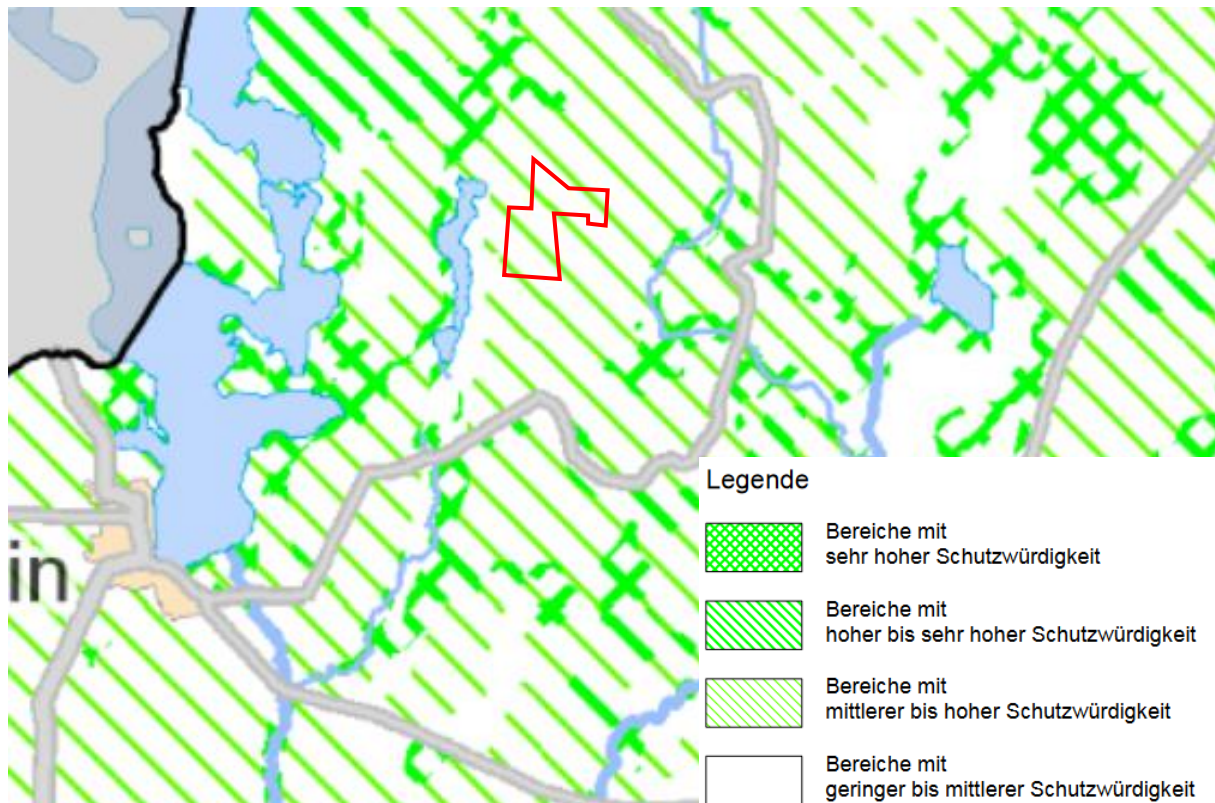 in
Legende
Bereiche mit
sehr hoher Schutzwürdigkeit
Bereiche mit
hoher bis sehr hoher Schutzwürdigkeit
Bereiche mit
mittlerer bis hoher Schutzwürdigkeit
Bereiche mit
geringer bis mittlerer Schutzwürdigkeit